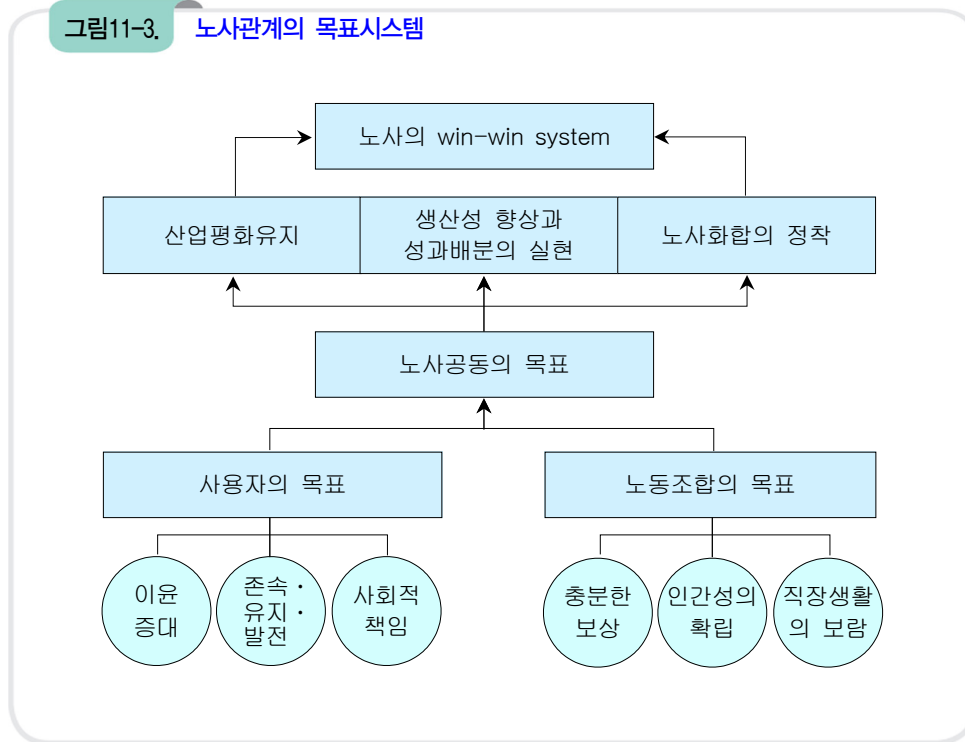 그림11-3. 노사관계의 목표시스템
노사의 win-win system
산업평화유지
생산성 향상과
성과배분의 실현
노사화합의 정착
노사공동의 목표
사용자의 목표
노동조합의 목표
이윤
증대
존속·
유지·
발전
사회적
책임
충분한
보상
인간성의
확립
직장생활
의 보람